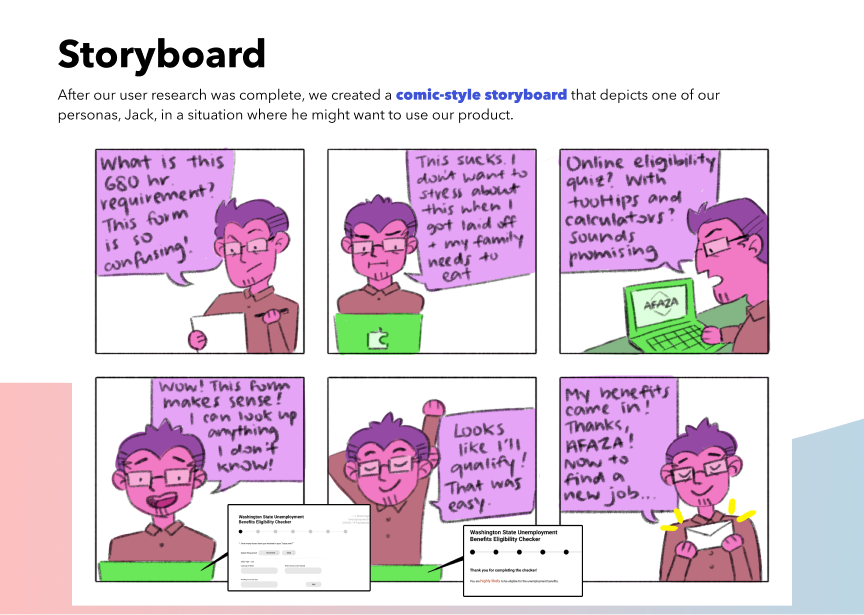 Storyboard
After our user research was complete, we created a comic-style storyboard that depicts one of our
personas, Jack, in a situation where he might want to use our product.
What is this
680 hr.
requirement?
This form
is so
confusing!
This sucks. I
don't want to
stress about
this when I
got laid off
+ my family
needs to
eat
Online eligibility
quiz? With
tooltips and
calculators?
Sounds
promising
AFAZA
Wow! This form
makes sense!
I can look up
anything
I don't
know!
Washington State Unemployment
Benefits Eligibility Checker
Looks
like I'll
qualify!
That was
easy.
Washington State Unemployment
Benefits Eligibility Checker
Thank you for completing the checker!
You are highly likely to be eligible for the unemployment benefits.
My benefits
came in!
Thanks,
AFAZA!
Now to
find a
new job...